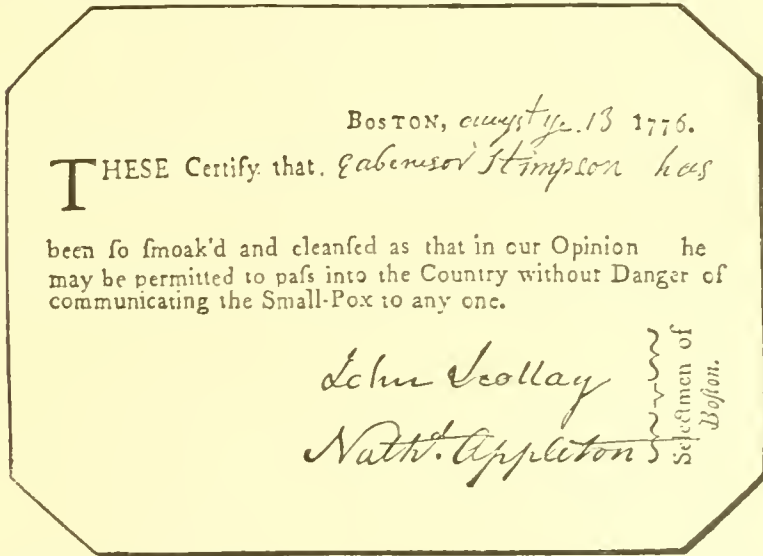 BOSTON, augst ye. 13 1776.
THESE Certify that. Eabenesor Stimpson has
been ſo ſmoak'd and cleanſed as that in our Opinion he
may be permitted to paſs into the Country without Danger of
communicating the Small-Pox to any one.
John Scollay
Nathl. Appleton
Selectmen of
Boſton.